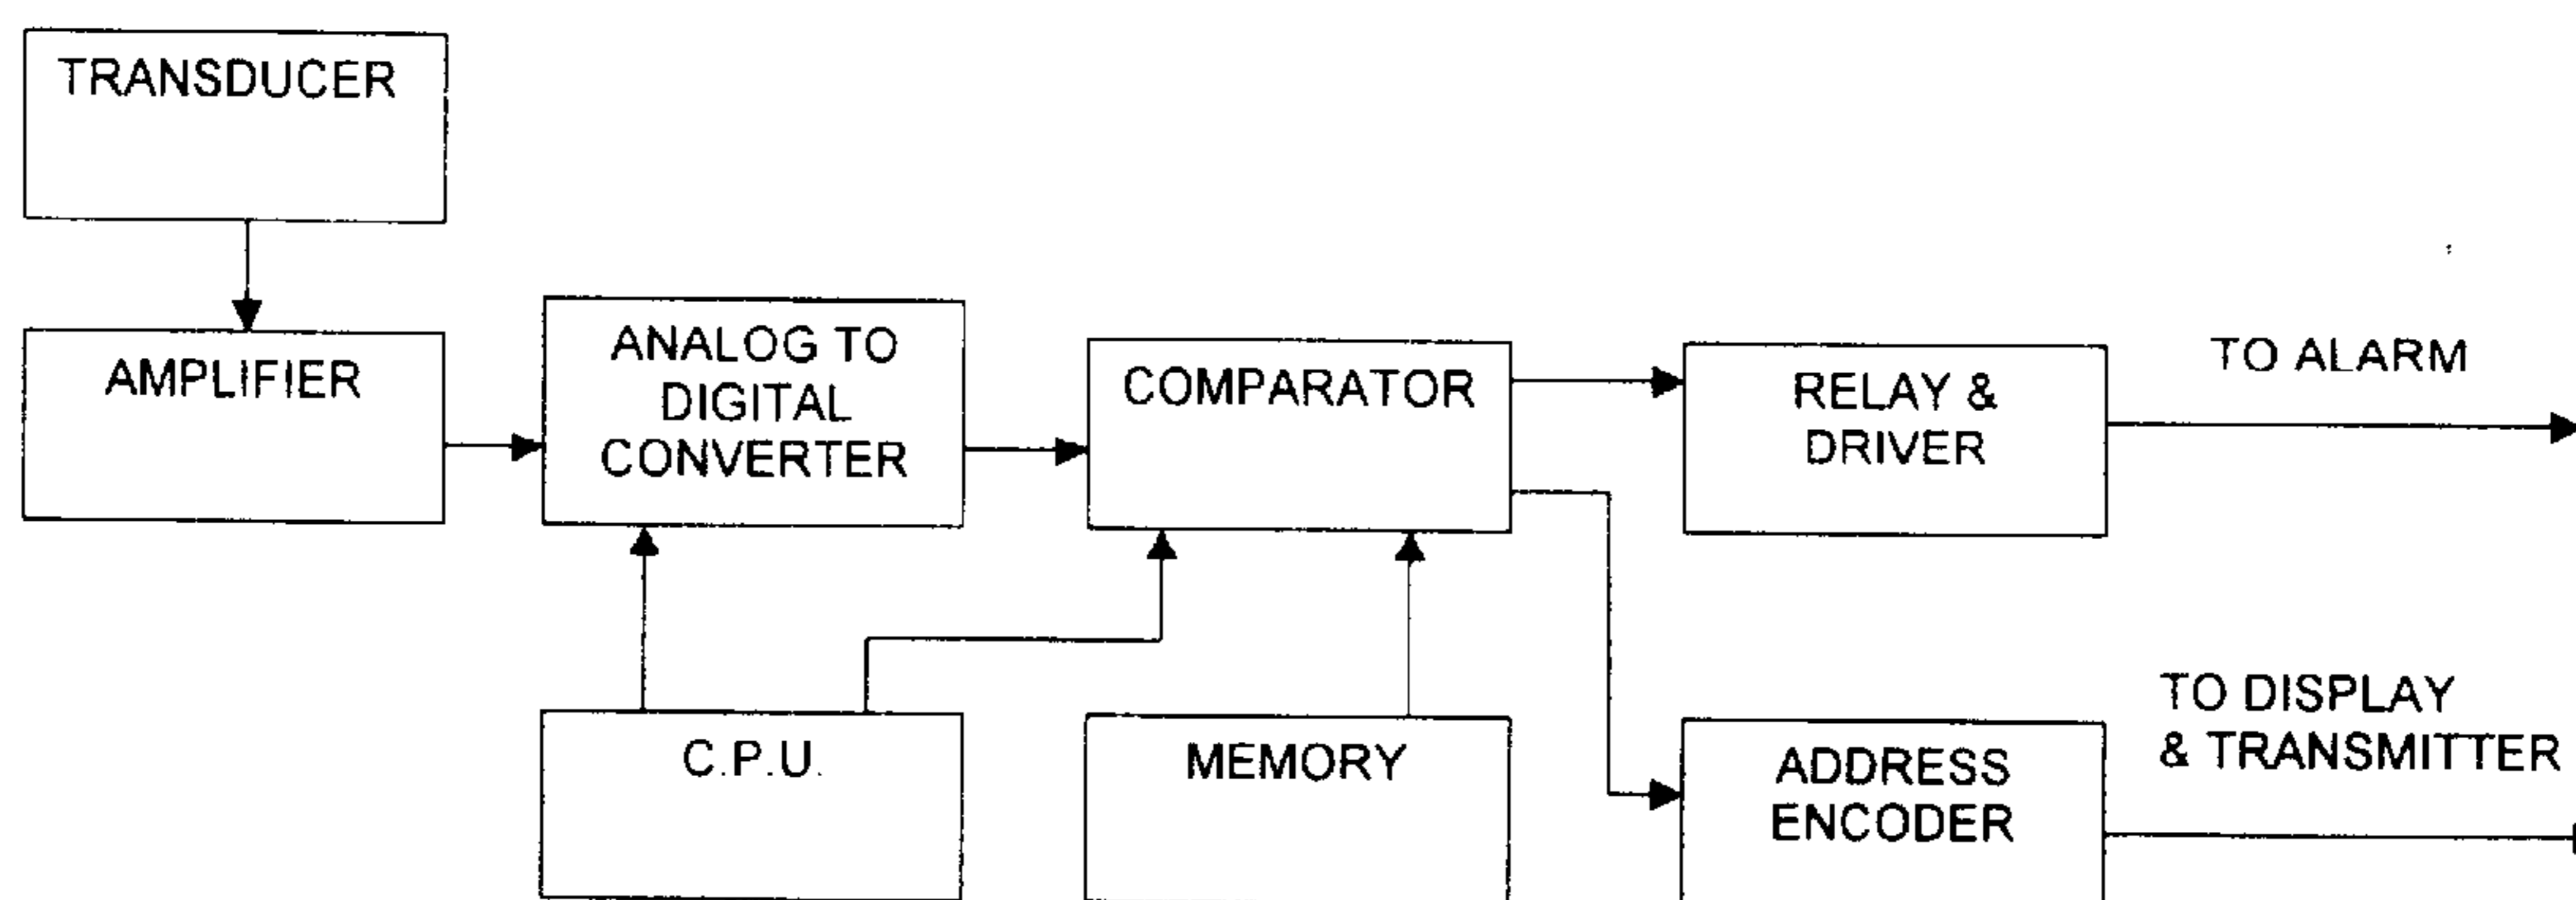 TRANSDUCER
AMPLIFIER
ANALOG TO
DIGITAL
CONVERTER
COMPARATOR
RELAY &
DRIVER
TO ALARM
C.P.U.
MEMORY
ADDRESS
ENCODER
TO DISPLAY
& TRANSMITTER